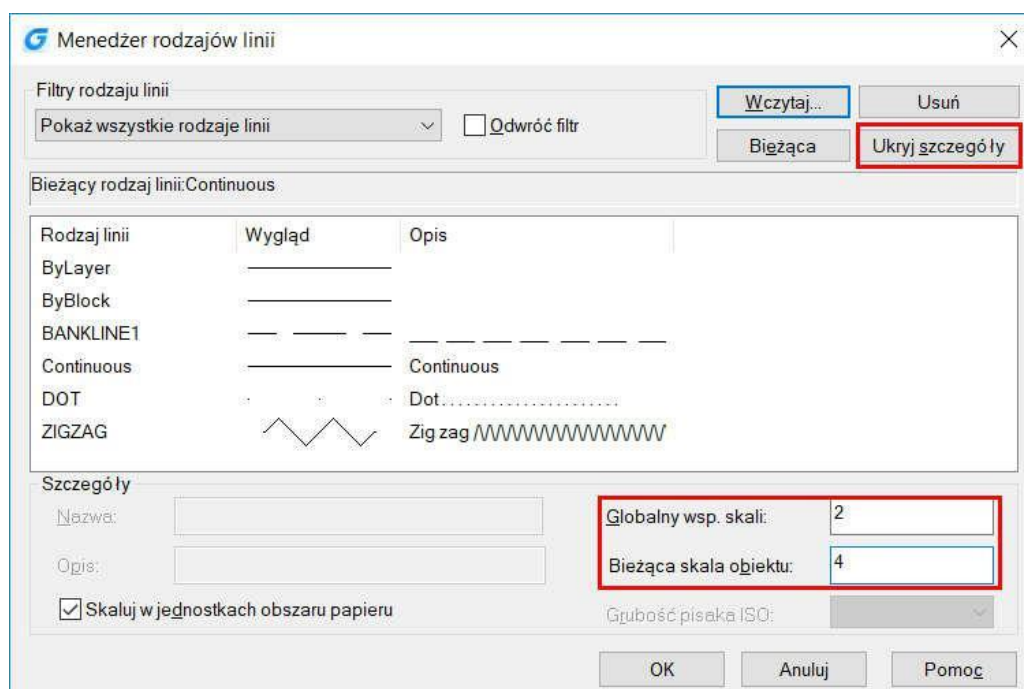 Menedżer rodzajów linii
Filtry rodzaju linii
Pokaż wszystkie rodzaje linii
Odwróć filtr
Wczytaj...
Usuń
Bieżąca
Ukryj szczegóły
Bieżący rodzaj linii:Continuous
Rodzaj linii Wygląd Opis
ByLayer
ByBlock
BANKLINE1
Continuous Continuous
DOT Dot......................
ZIGZAG Zig zag
Szczegóły
Nazwa:
Globalny wsp. skali: 2
Opis:
Bieżąca skala obiektu: 4
Skaluj w jednostkach obszaru papieru
Grubość pisaka ISO:
OK Anuluj Pomoc